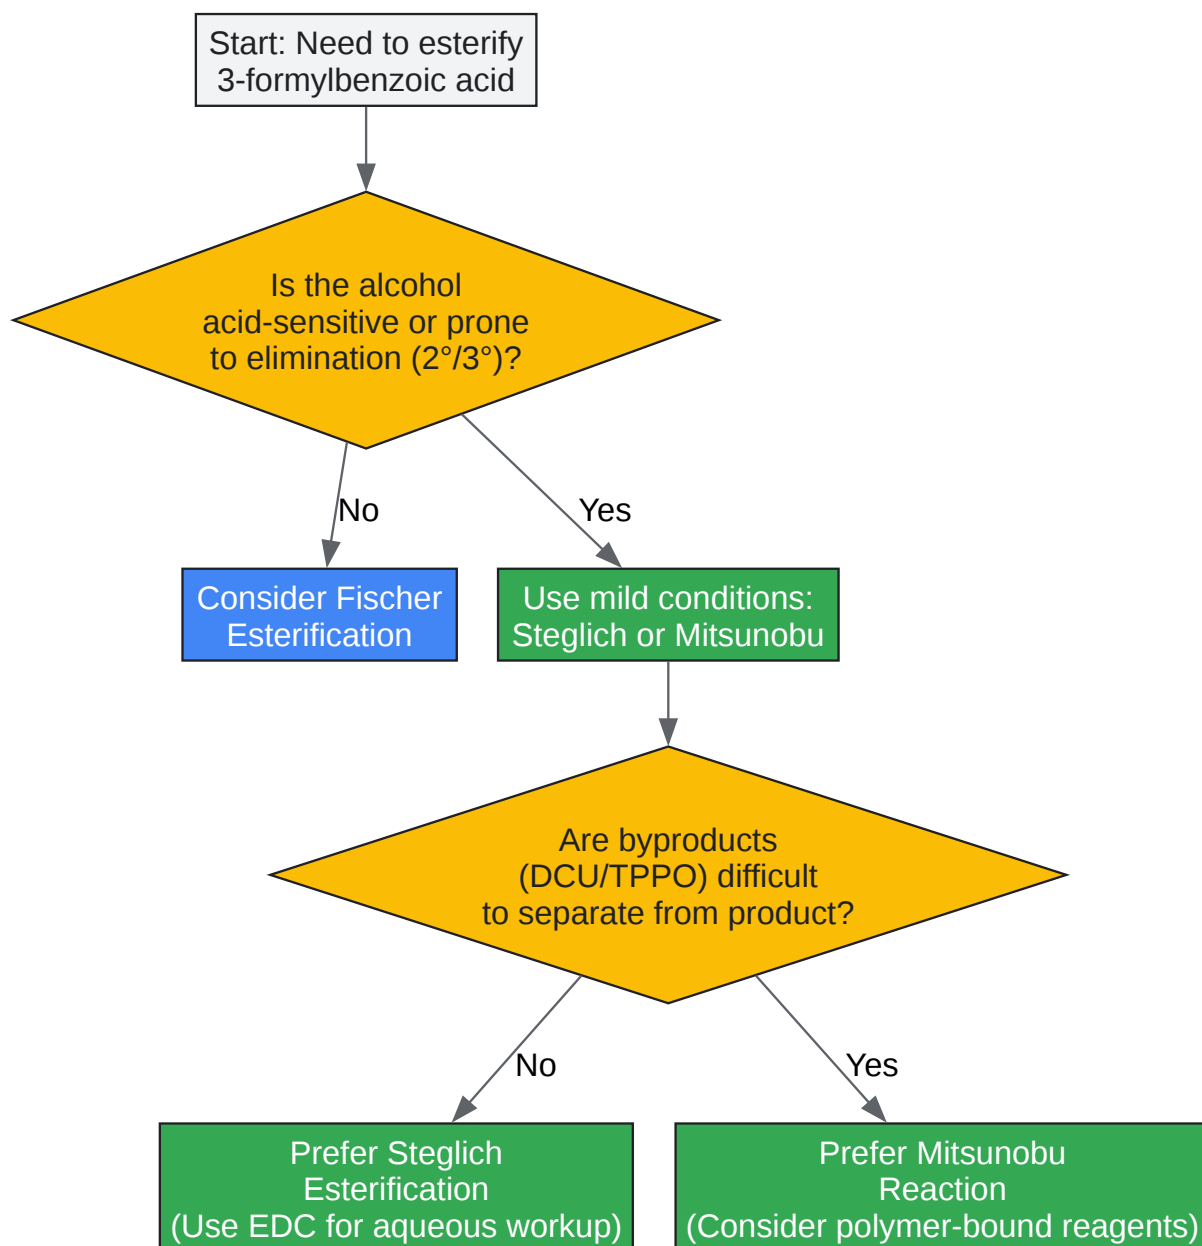 Start: Need to esterify
3-formylbenzoic acid
Is the alcohol
acid-sensitive or prone
to elimination (2°/3°)?
No
Yes
Consider Fischer
Esterification
Use mild conditions:
Steglich or Mitsunobu
Are byproducts
(DCU/TPPO) difficult
to separate from product?
No
Yes
Prefer Steglich
Esterification
(Use EDC for aqueous workup)
Prefer Mitsunobu
Reaction
(Consider polymer-bound reagents)